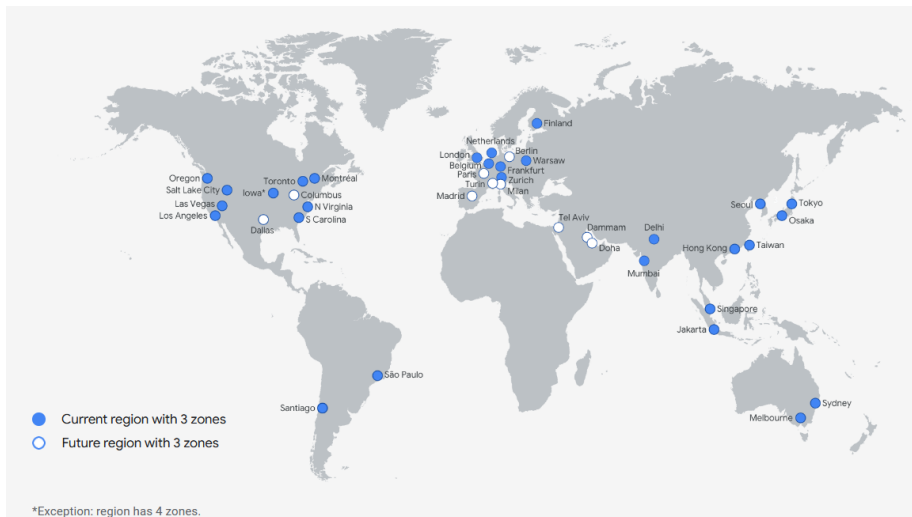 Finland
Netherlands
London
Berlin
Belgium
Warsaw
Frankfurt
Paris
Zurich
Turin
Milan
Madrid
Oregon
Toronto
Montréal
Salt Lake City
Iowa*
Columbus
Las Vegas
N Virginia
Los Angeles
S Carolina
Dallas
Tel Aviv
Dammam
Doha
Delhi
Mumbai
Seoul
Tokyo
Osaka
Hong Kong
Taiwan
Singapore
Jakarta
São Paulo
Santiago
Sydney
Melbourne
Current region with 3 zones
Future region with 3 zones
*Exception: region has 4 zones.